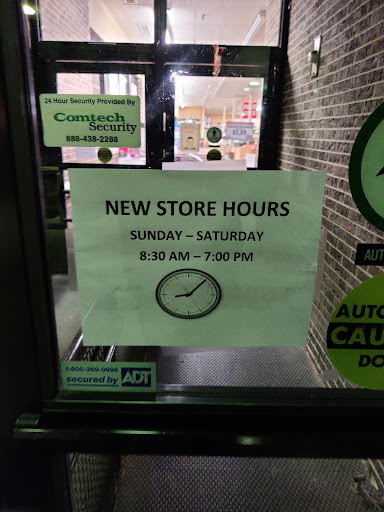 24 Hour Security Provided By
Comtech
Security
888-438-2288
NEW STORE HOURS
SUNDAY – SATURDAY
8:30 AM – 7:00 PM
1-800-369-0996
secured by ADT
AUT
AUTO
CAU
DO